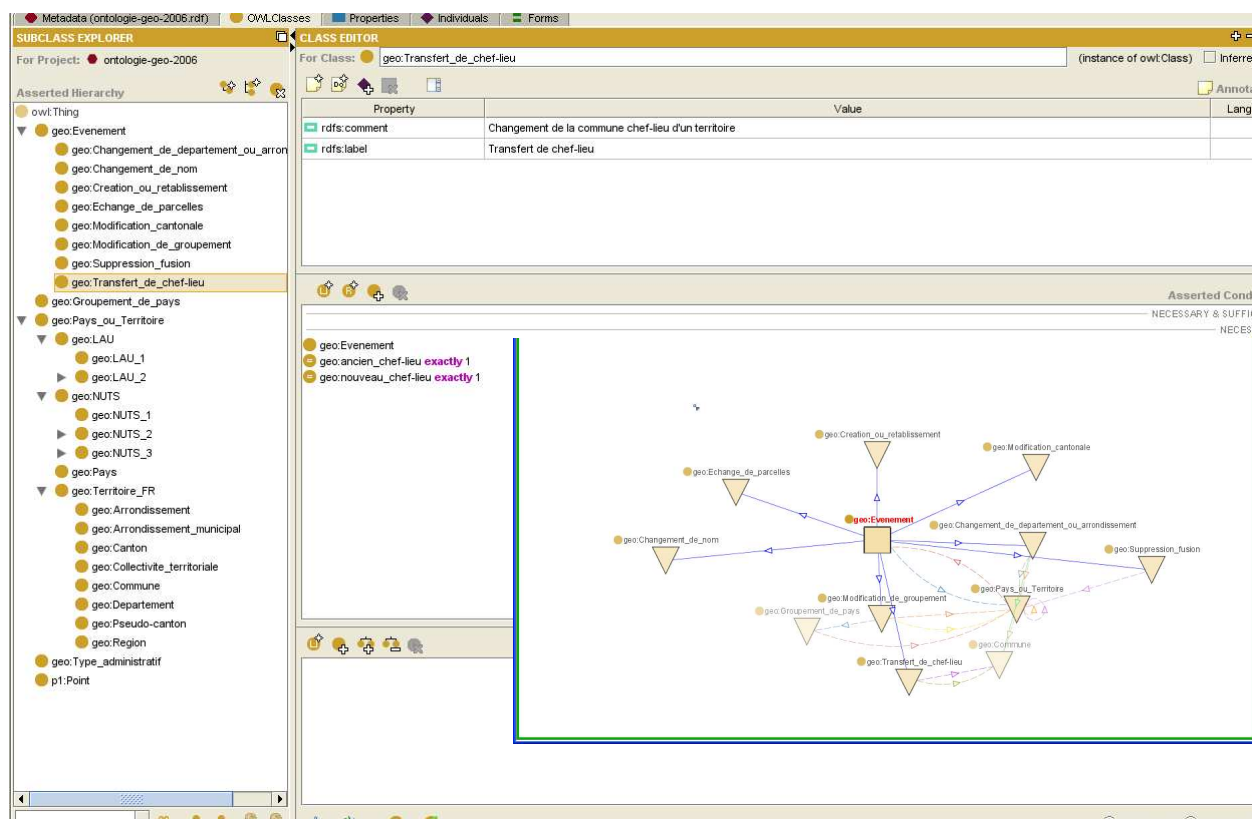 Metadata (ontologie-geo-2006.rdf) OWLClasses Properties Individuals Forms
SUBCLASS EXPLORER
For Project: ontologie-geo-2006
Asserted Hierarchy
owl:Thing
geo:Evenement
geo:Changement_de_departement_ou_arron
geo:Changement_de_nom
geo:Creation_ou_retablissement
geo:Echange_de_parcelles
geo:Modification_cantonale
geo:Modification_de_groupement
geo:Suppression_fusion
geo:Transfert_de_chef-lieu
geo:Groupement_de_pays
geo:Pays_ou_Territoire
geo:LAU
geo:LAU_1
geo:LAU_2
geo:NUTS
geo:NUTS_1
geo:NUTS_2
geo:NUTS_3
geo:Pays
geo:Territoire_FR
geo:Arrondissement
geo:Arrondissement_municipal
geo:Canton
geo:Collectivite_territoriale
geo:Commune
geo:Departement
geo:Pseudo-canton
geo:Region
geo:Type_administratif
p1:Point
CLASS EDITOR
For Class: geo:Transfert_de_chef-lieu (instance of owl:Class) Inferre
Annota
Property Value Lang
rdfs:comment Changement de la commune chef-lieu d'un territoire
rdfs:label Transfert de chef-lieu
Asserted Cond
NECESSARY & SUFFI
NECES
geo:Evenement
geo:ancien_chef-lieu exactly 1
geo:nouveau_chef-lieu exactly 1
geo:Creation_ou_retablissement
geo:Modification_cantonale
geo:Echange_de_parcelles
geo:Evenement
geo:Changement_de_departement_ou_arrondissement
geo:Changement_de_nom
geo:Suppression_fusion
geo:Pays_ou_Territoire
geo:Modification_de_groupement
geo:Groupement_de_pays
geo:Commune
geo:Transfert_de_chef-lieu